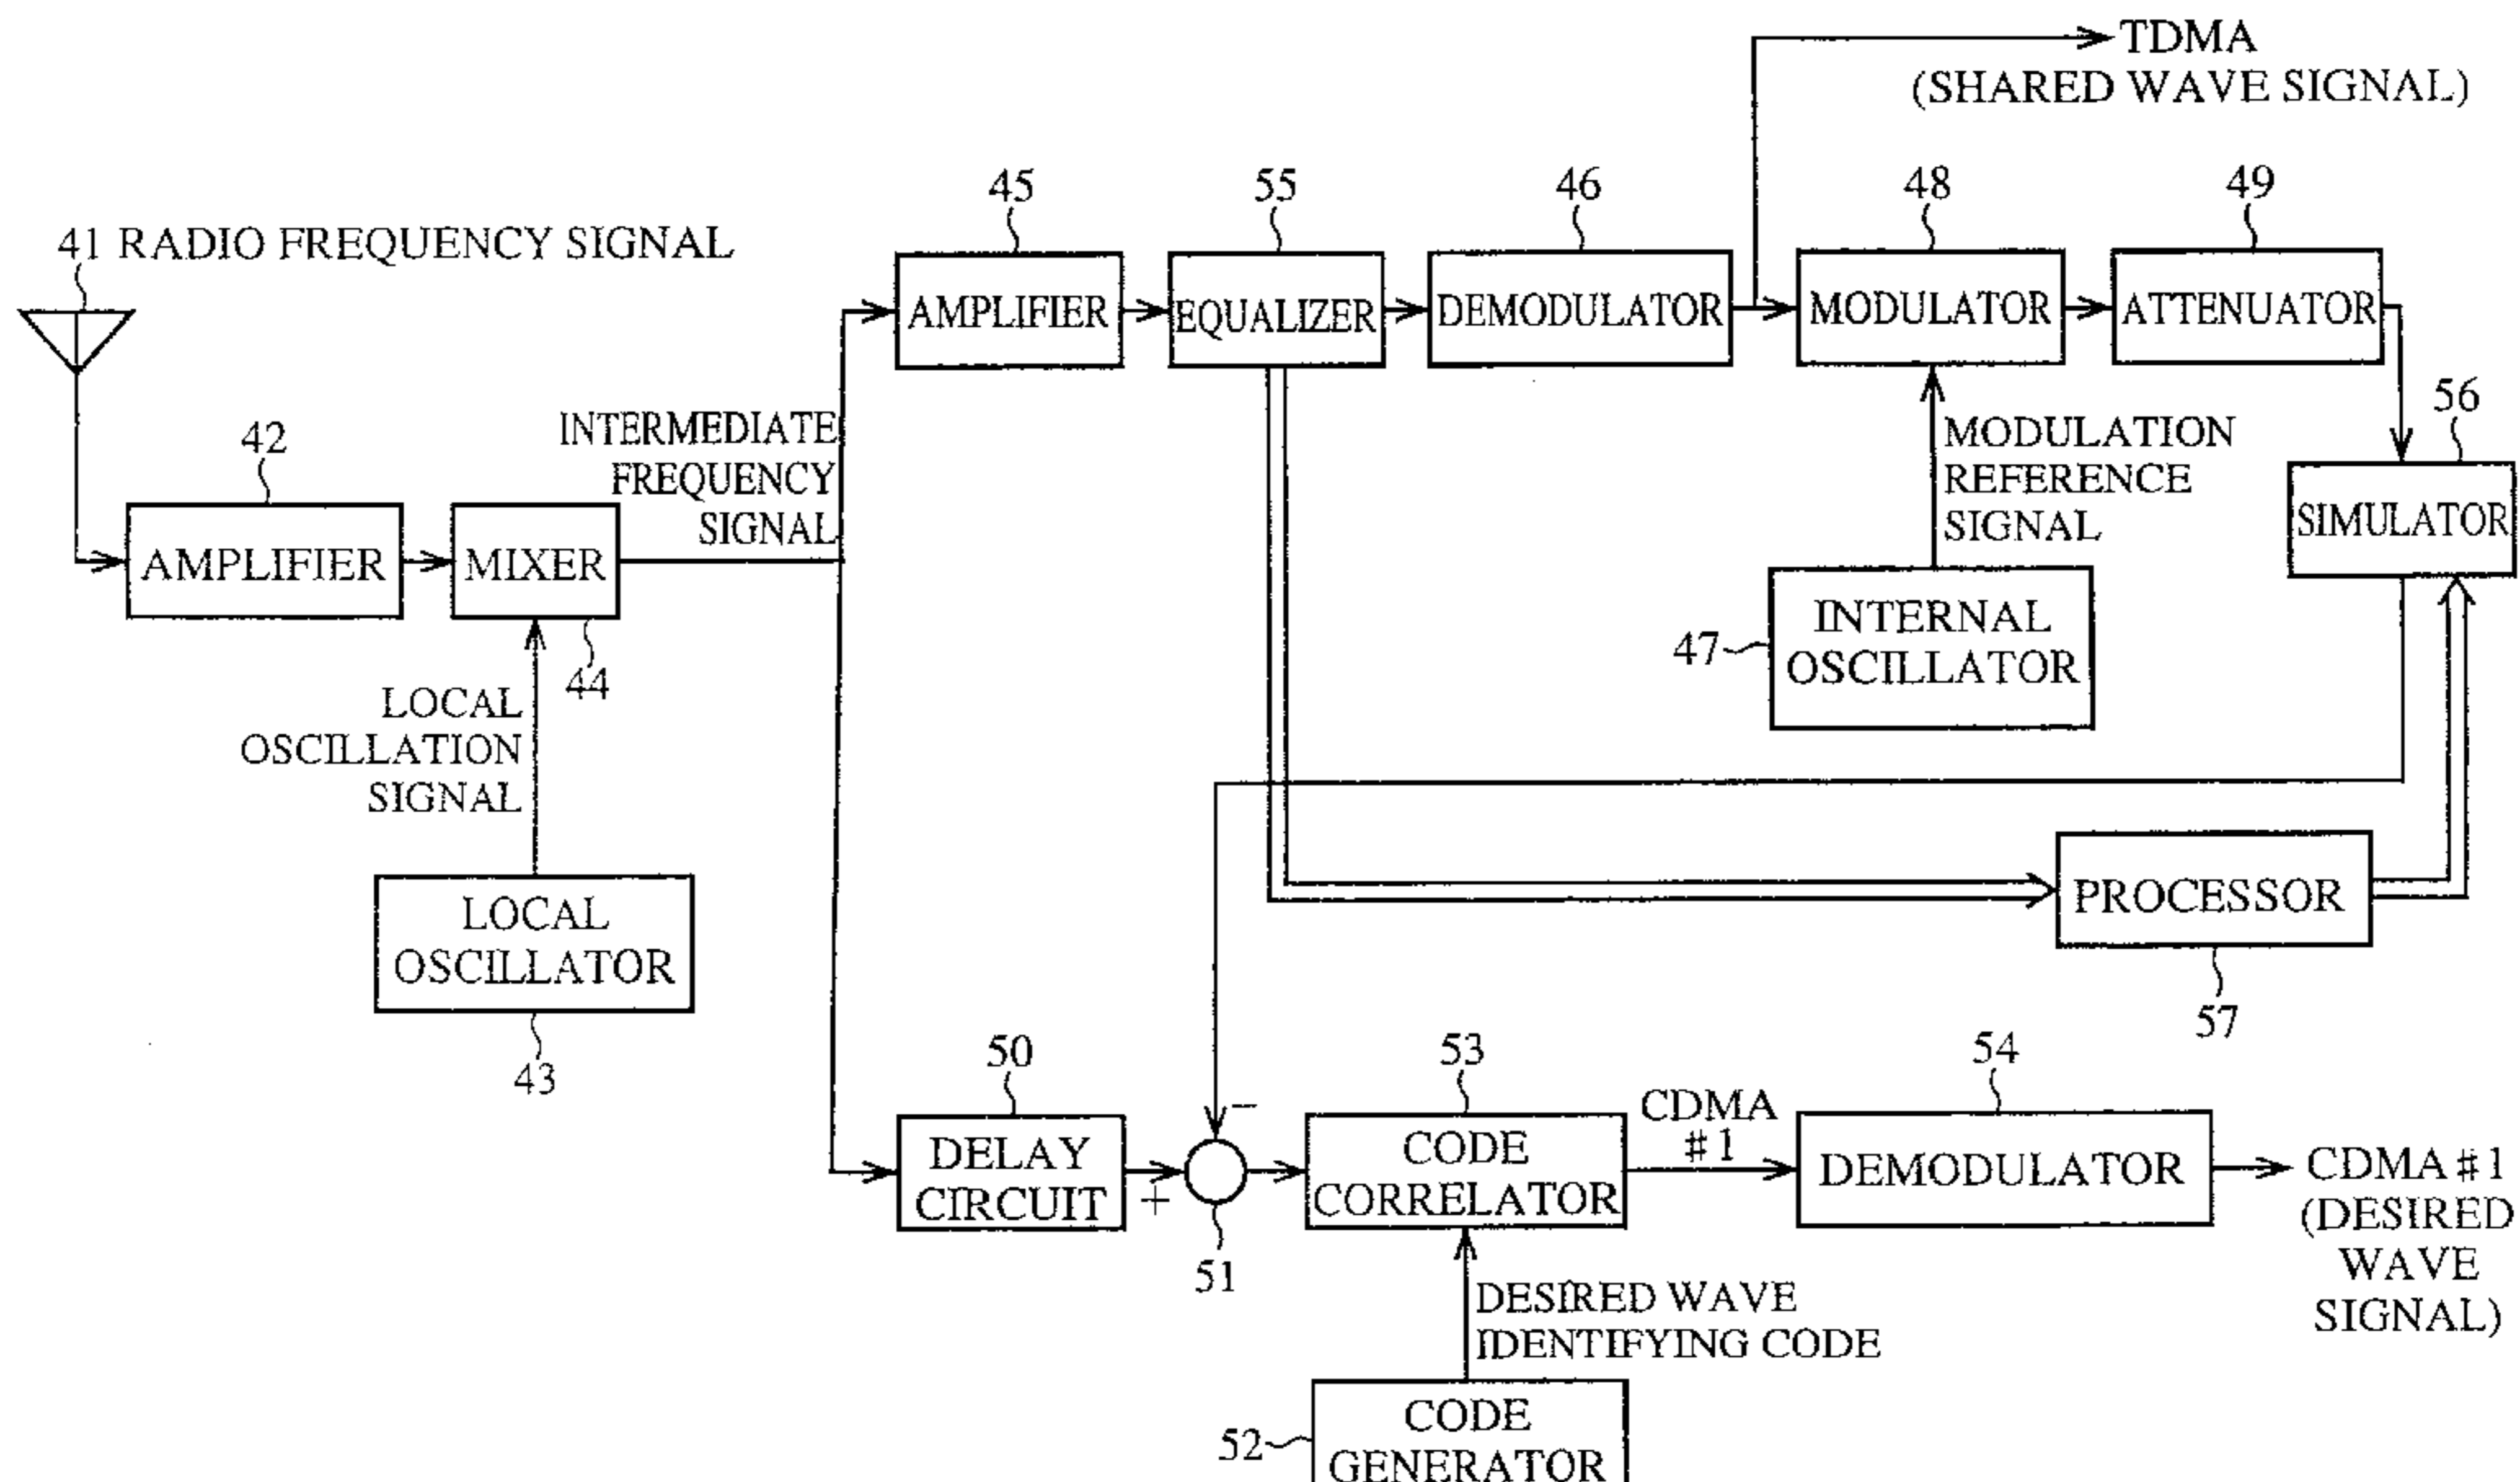 TDMA
(SHARED WAVE SIGNAL)
45
55
46
48
49
41 RADIO FREQUENCY SIGNAL
AMPLIFIER
EQUALIZER
DEMODULATOR
MODULATOR
ATTENUATOR
56
SIMULATOR
42
INTERMEDIATE
FREQUENCY
SIGNAL
MODULATION
REFERENCE
SIGNAL
AMPLIFIER
MIXER
44
47
INTERNAL
OSCILLATOR
LOCAL
OSCILLATION
SIGNAL
LOCAL
OSCILLATOR
43
PROCESSOR
57
50
53
54
−
DELAY
CIRCUIT
+
51
CODE
CORRELATOR
CDMA
#1
DEMODULATOR
CDMA #1
(DESIRED
WAVE
SIGNAL)
DESIRED WAVE
IDENTIFYING CODE
52
CODE
GENERATOR